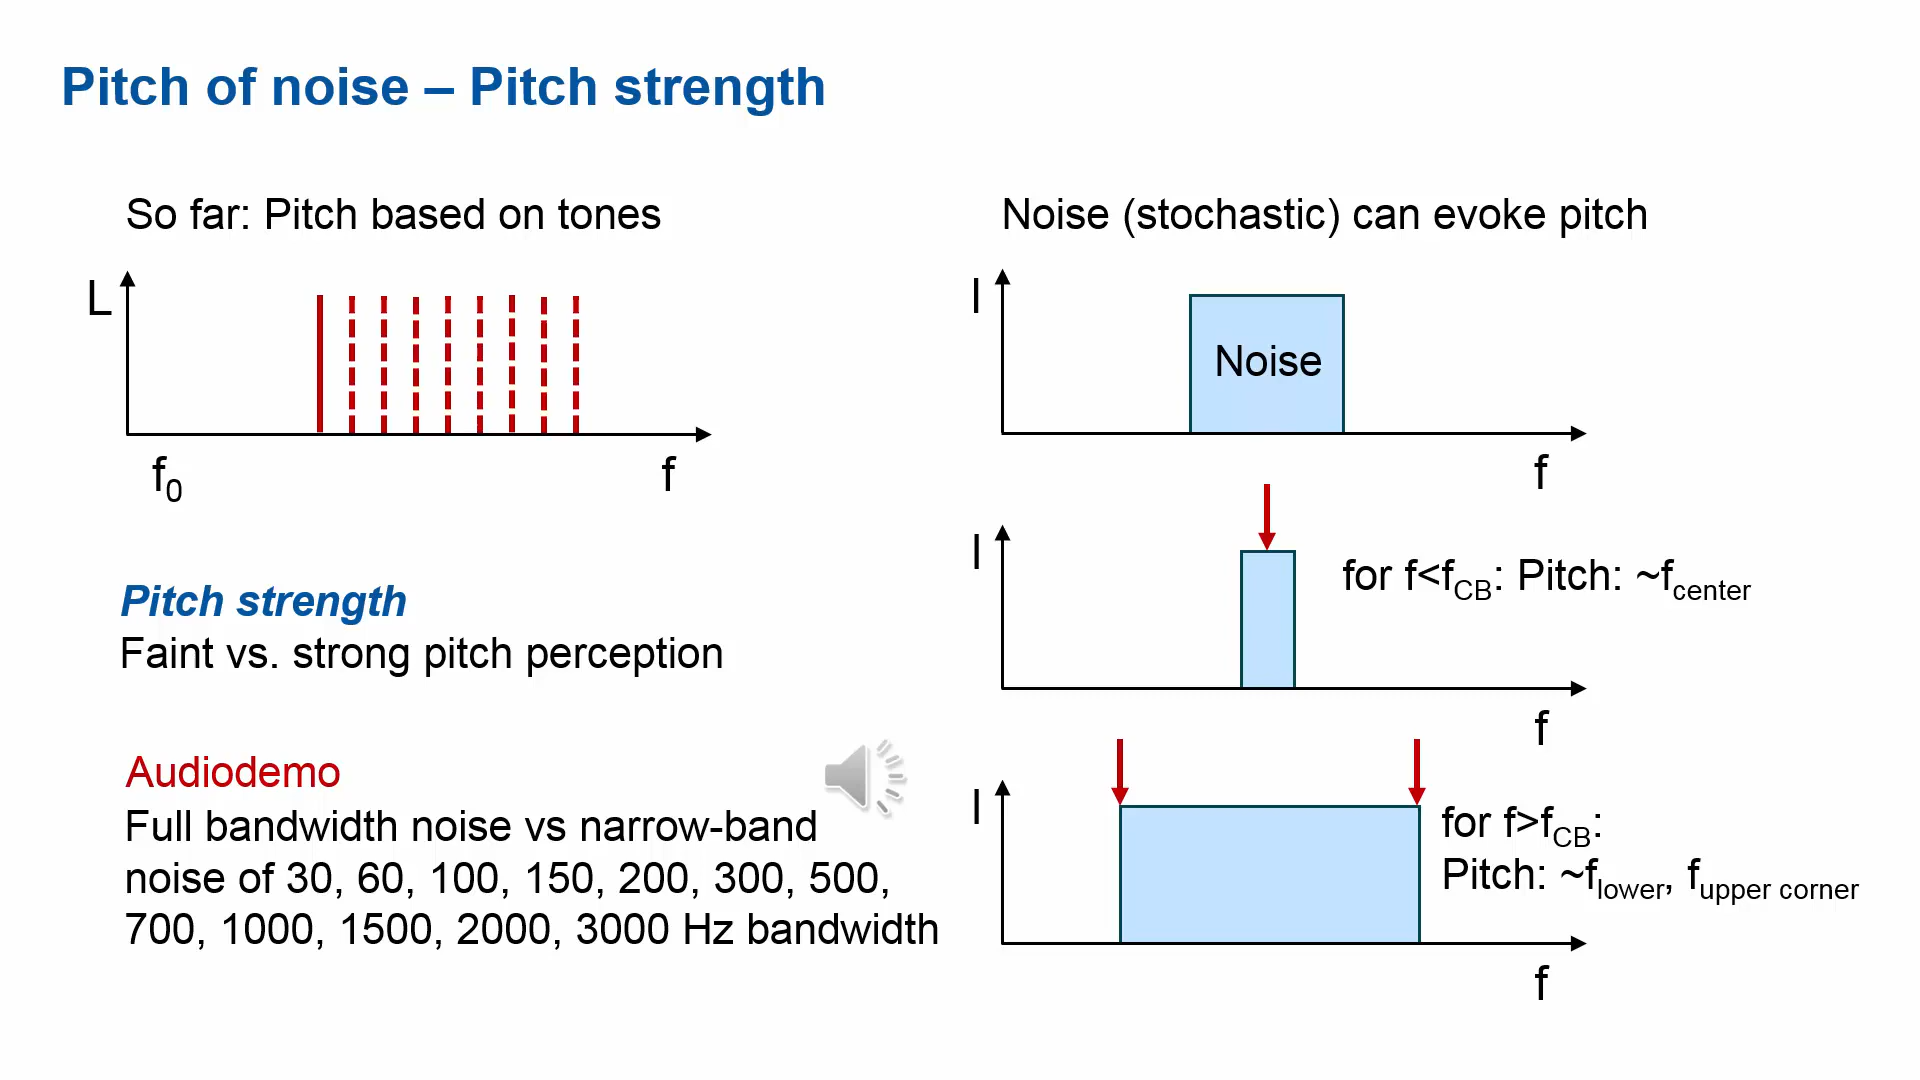 Pitch of noise – Pitch strength
So far: Pitch based on tones
L
f0
f
Pitch strength
Faint vs. strong pitch perception
Audiodemo
Full bandwidth noise vs narrow-band
noise of 30, 60, 100, 150, 200, 300, 500,
700, 1000, 1500, 2000, 3000 Hz bandwidth
Noise (stochastic) can evoke pitch
I
Noise
f
I
for f<fCB: Pitch: ~fcenter
f
I
for f>fCB:
Pitch: ~flower, fupper corner
f